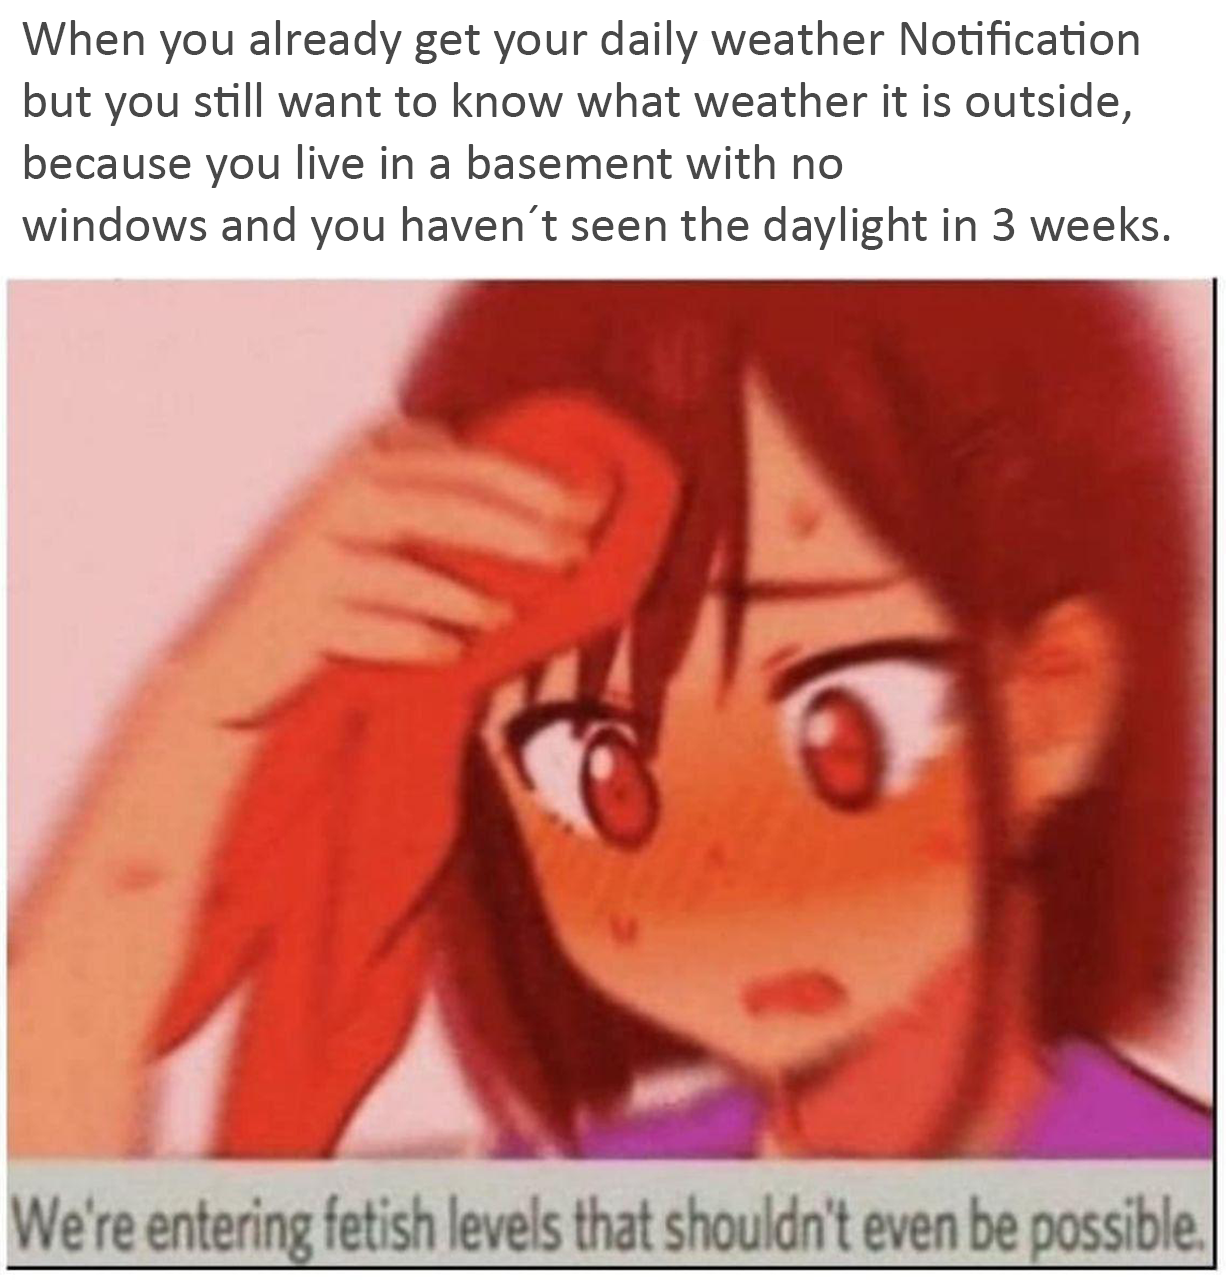 When you already get your daily weather Notification
but you still want to know what weather it is outside,
because you live in a basement with no
windows and you haven´t seen the daylight in 3 weeks.
We're entering fetish levels that shouldn't even be possible.